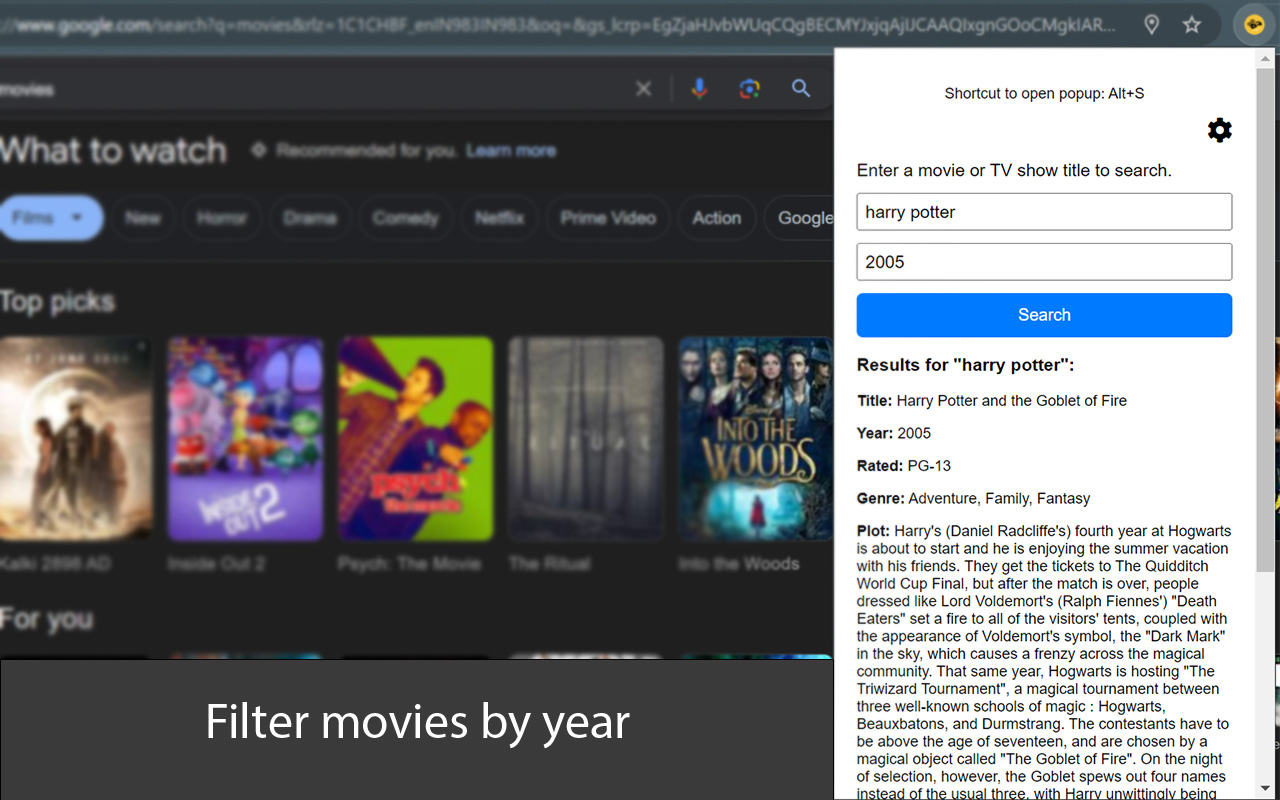 ://www.google.com/search?q=movies&rlz=1C1CHBF_enIN983IN983&oq=&gs_lcrp=EgZjaHJvbWUqCQgBECMYJxjqAjIJCAAQIxgnGOoCMgkIAR...
movies
What to watch
Recommended for you. Learn more
Films New Horror Drama Comedy Netflix Prime Video Action Google
Top picks
INSIDE OUT 2
psych
the movie
RITUAL
Disney
INTO THE WOODS
Kalki 2898 AD
Inside Out 2
Psych: The Movie
The Ritual
Into the Woods
For you
Filter movies by year
Shortcut to open popup: Alt+S
Enter a movie or TV show title to search.
harry potter
2005
Search
Results for "harry potter":
Title: Harry Potter and the Goblet of Fire
Year: 2005
Rated: PG-13
Genre: Adventure, Family, Fantasy
Plot: Harry's (Daniel Radcliffe's) fourth year at Hogwarts
is about to start and he is enjoying the summer vacation
with his friends. They get the tickets to The Quidditch
World Cup Final, but after the match is over, people
dressed like Lord Voldemort's (Ralph Fiennes') "Death
Eaters" set a fire to all of the visitors' tents, coupled with
the appearance of Voldemort's symbol, the "Dark Mark"
in the sky, which causes a frenzy across the magical
community. That same year, Hogwarts is hosting "The
Triwizard Tournament", a magical tournament between
three well-known schools of magic : Hogwarts,
Beauxbatons, and Durmstrang. The contestants have to
be above the age of seventeen, and are chosen by a
magical object called "The Goblet of Fire". On the night
of selection, however, the Goblet spews out four names
instead of the usual three, with Harry unwittingly being